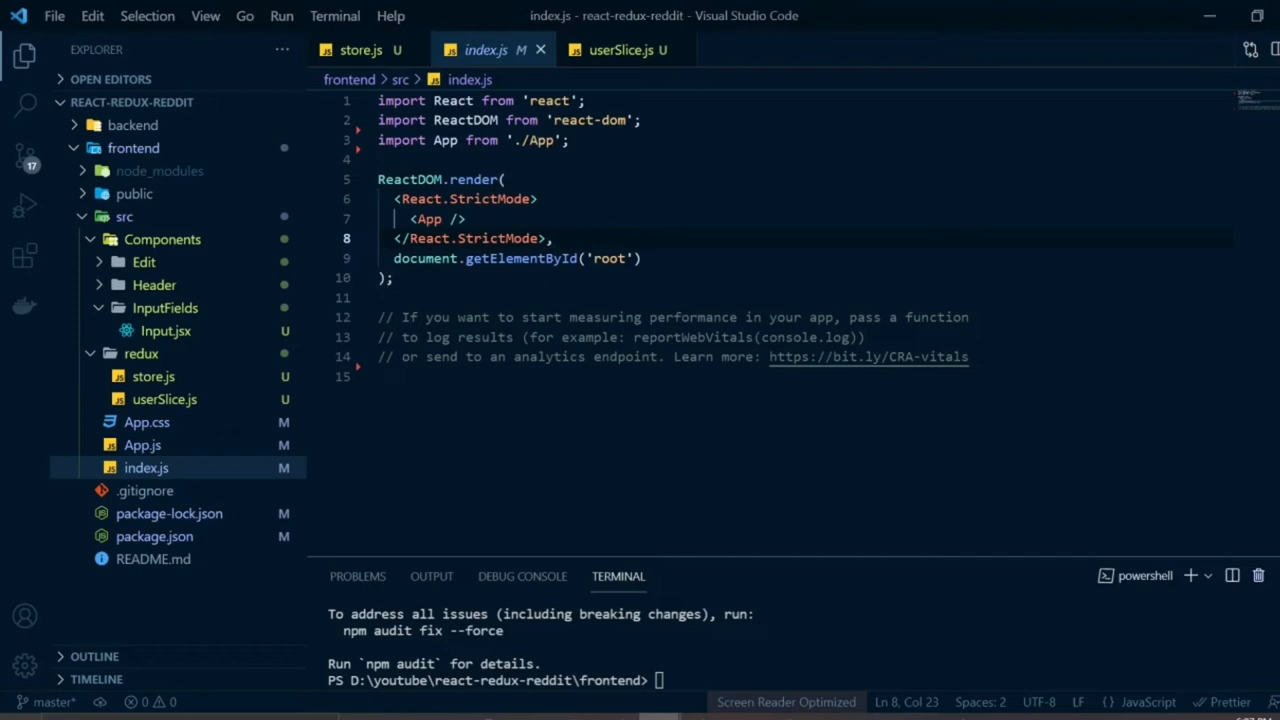 File Edit Selection View Go Run Terminal Help
index.js - react-redux-reddit - Visual Studio Code
EXPLORER
OPEN EDITORS
REACT-REDUX-REDDIT
backend
frontend
node_modules
public
src
Components
Edit
Header
InputFields
Input.jsx U
redux
store.js U
userSlice.js U
App.css M
App.js M
index.js M
.gitignore
package-lock.json M
package.json M
README.md
OUTLINE
TIMELINE
17
store.js U index.js M userSlice.js U
frontend > src > index.js
1 import React from 'react';
2 import ReactDOM from 'react-dom';
3 import App from './App';
4
5 ReactDOM.render(
6 <React.StrictMode>
7 <App />
8 </React.StrictMode>,
9 document.getElementById('root')
10 );
11
12 // If you want to start measuring performance in your app, pass a function
13 // to log results (for example: reportWebVitals(console.log))
14 // or send to an analytics endpoint. Learn more: https://bit.ly/CRA-vitals
15
PROBLEMS OUTPUT DEBUG CONSOLE TERMINAL
powershell
To address all issues (including breaking changes), run:
npm audit fix --force
Run `npm audit` for details.
PS D:\youtube\react-redux-reddit\frontend>
master* 0 0 Screen Reader Optimized Ln 8, Col 23 Spaces: 2 UTF-8 LF {} JavaScript Prettier